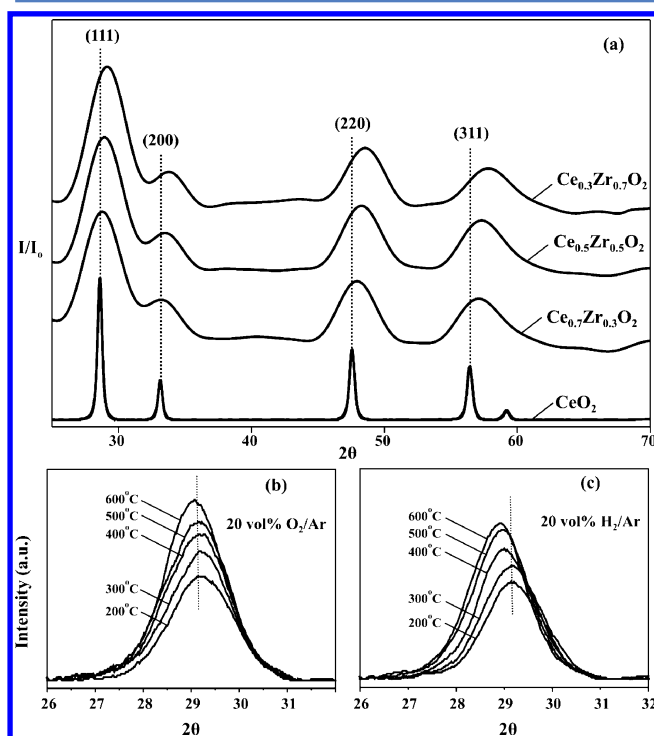 (a)
(111)
(200)
(220)
(311)
I/I₀
Ce₀.₃Zr₀.₇O₂
Ce₀.₅Zr₀.₅O₂
Ce₀.₇Zr₀.₃O₂
CeO₂
30 40 50 60 70
2θ
(b)
20 vol% O₂/Ar
600°C
500°C
400°C
300°C
200°C
Intensity (a.u.)
26 27 28 29 30 31
2θ
(c)
20 vol% H₂/Ar
600°C
500°C
400°C
300°C
200°C
26 27 28 29 30 31 32
2θ